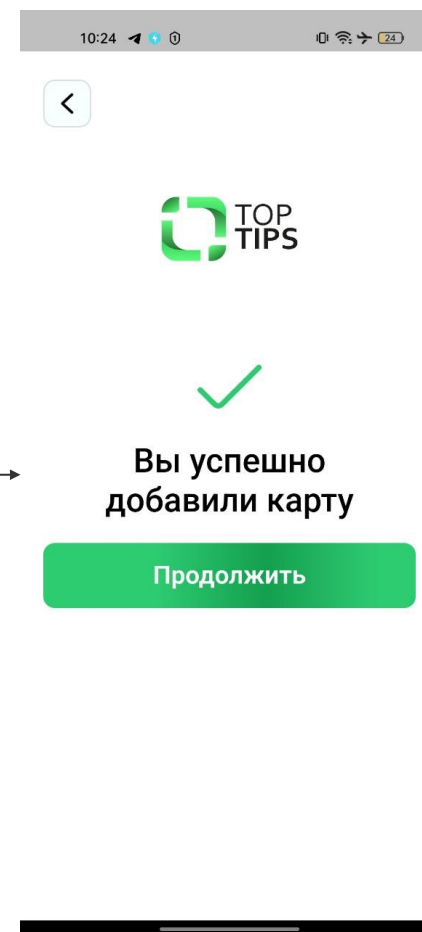 10:24
24
TOP
TIPS
Вы успешно
добавили карту
Продолжить